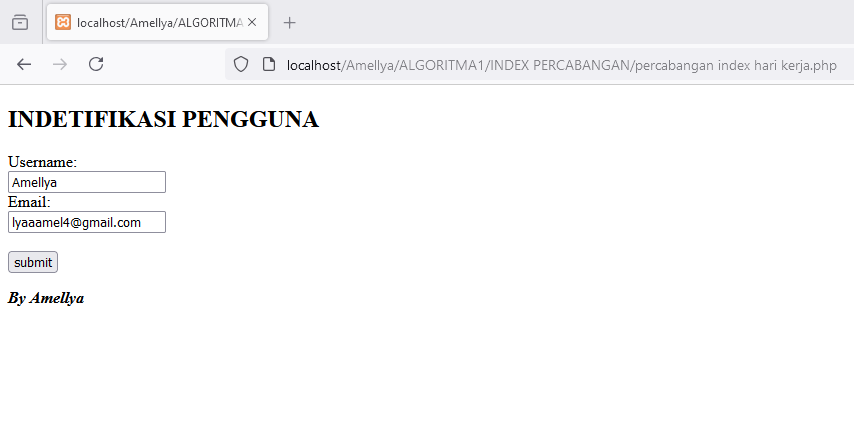 localhost/Amellya/ALGORITMA
localhost/Amellya/ALGORITMA1/INDEX PERCABANGAN/percabangan index hari kerja.php
INDETIFIKASI PENGGUNA
Username:
Amellya
Email:
lyaaamel4@gmail.com
submit
By Amellya